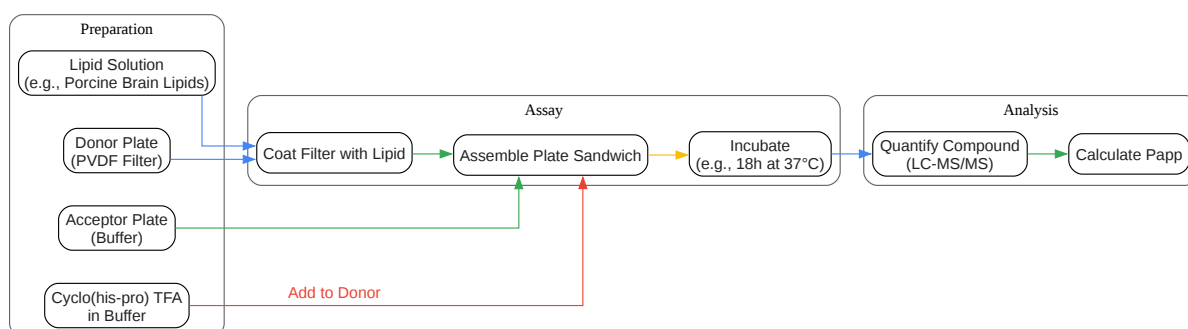 Preparation
Lipid Solution
(e.g., Porcine Brain Lipids)
Donor Plate
(PVDF Filter)
Acceptor Plate
(Buffer)
Cyclo(his-pro) TFA
in Buffer
Add to Donor
Assay
Coat Filter with Lipid
Assemble Plate Sandwich
Incubate
(e.g., 18h at 37°C)
Analysis
Quantify Compound
(LC-MS/MS)
Calculate Papp